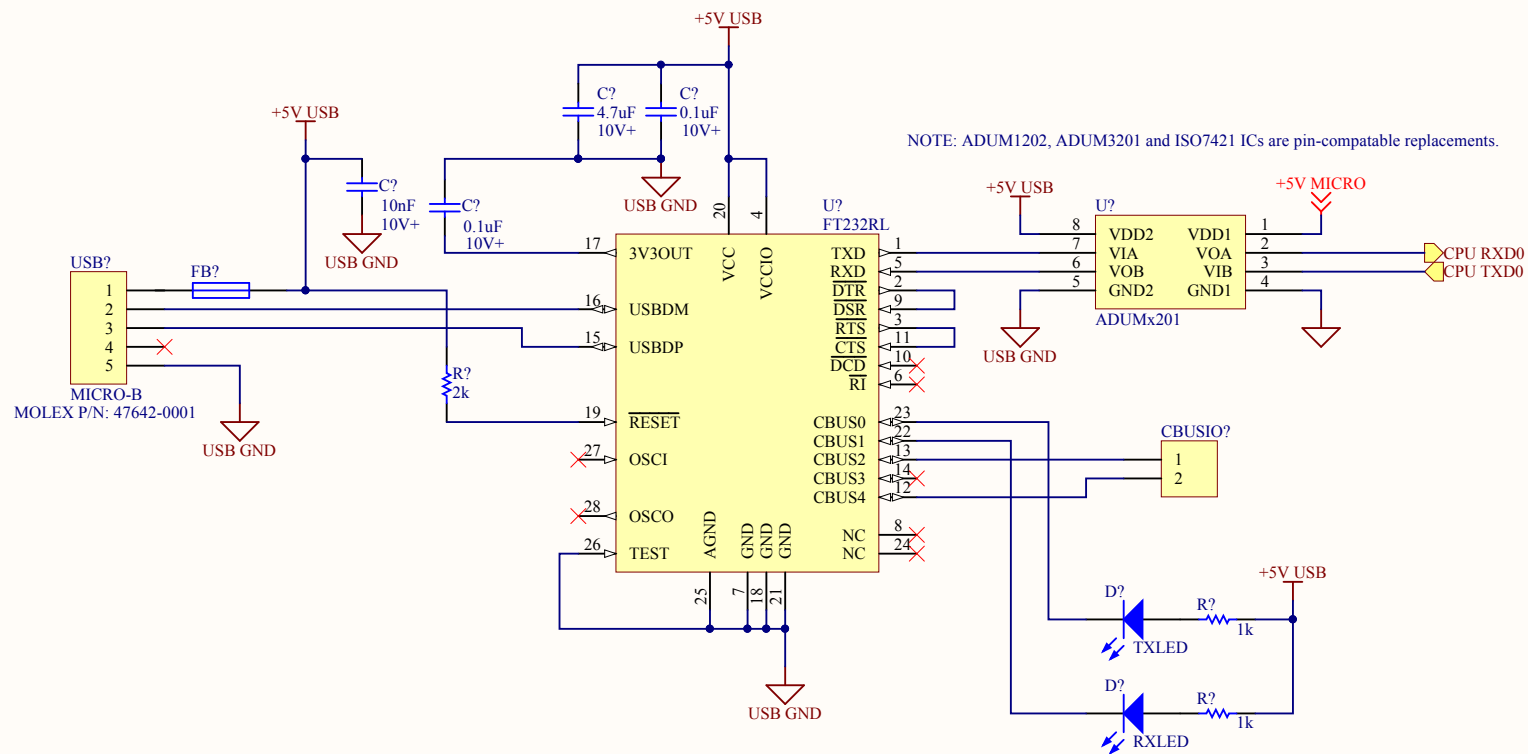 +5V USB
C?
4.7uF
10V+
C?
0.1uF
10V+
+5V USB
C?
10nF
10V+
USB GND
C?
0.1uF
10V+
USB GND
NOTE: ADUM1202, ADUM3201 and ISO7421 ICs are pin-compatable replacements.
USB?
1
2
3
4
5
MICRO-B
MOLEX P/N: 47642-0001
FB?
USB GND
R?
2k
U?
FT232RL
20
VCC
4
VCCIO
17 3V3OUT
16 USBDM
15 USBDP
19 RESET
27 OSCI
28 OSCO
26 TEST
AGND
25
GND
7
GND
18
GND
21
USB GND
TXD 1
RXD 5
DTR 2
DSR 9
RTS 3
CTS 11
DCD 10
RI 6
CBUS0 23
CBUS1 22
CBUS2 13
CBUS3 14
CBUS4 12
NC 8
NC 24
+5V USB
+5V MICRO
U?
8 VDD2 VDD1 1
7 VIA VOA 2
6 VOB VIB 3
5 GND2 GND1 4
ADUMx201
USB GND
CPU RXD0
CPU TXD0
CBUSIO?
1
2
+5V USB
D?
TXLED
R?
1k
D?
RXLED
R?
1k